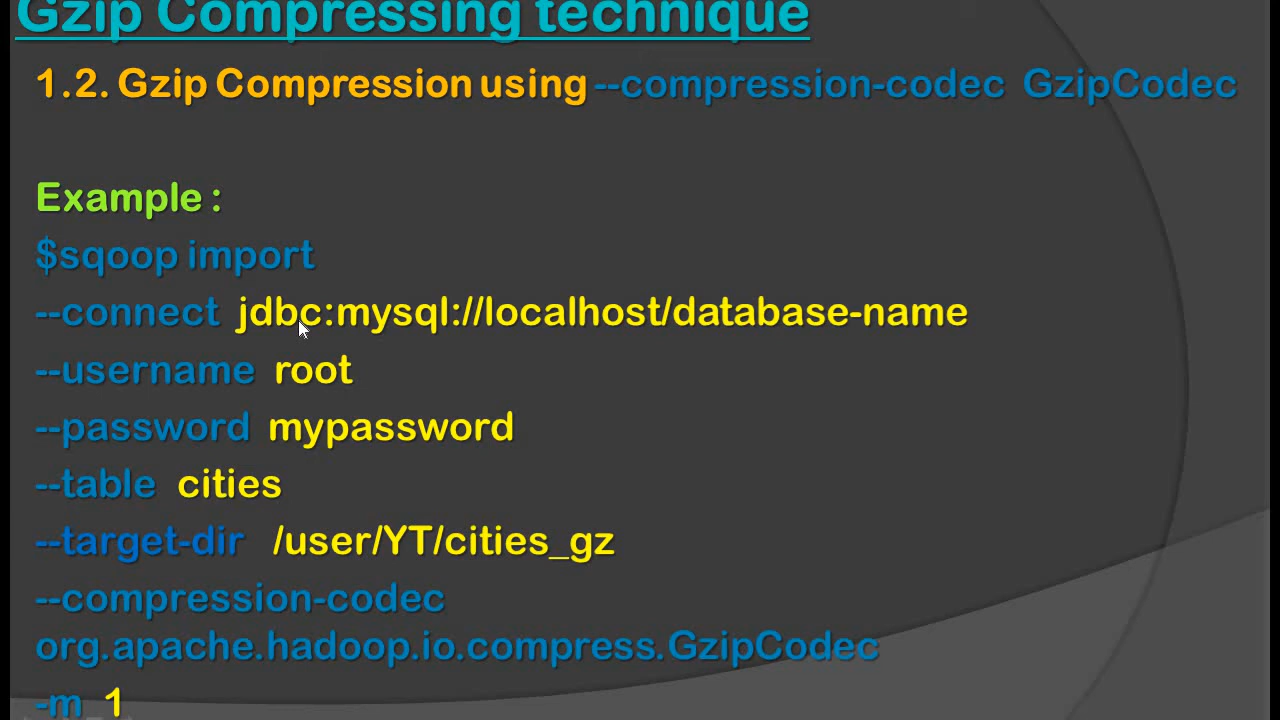 Gzip Compressing technique
1.2. Gzip Compression using --compression-codec GzipCodec
Example :
$sqoop import
--connect jdbc:mysql://localhost/database-name
--username root
--password mypassword
--table cities
--target-dir /user/YT/cities_gz
--compression-codec
org.apache.hadoop.io.compress.GzipCodec
-m 1